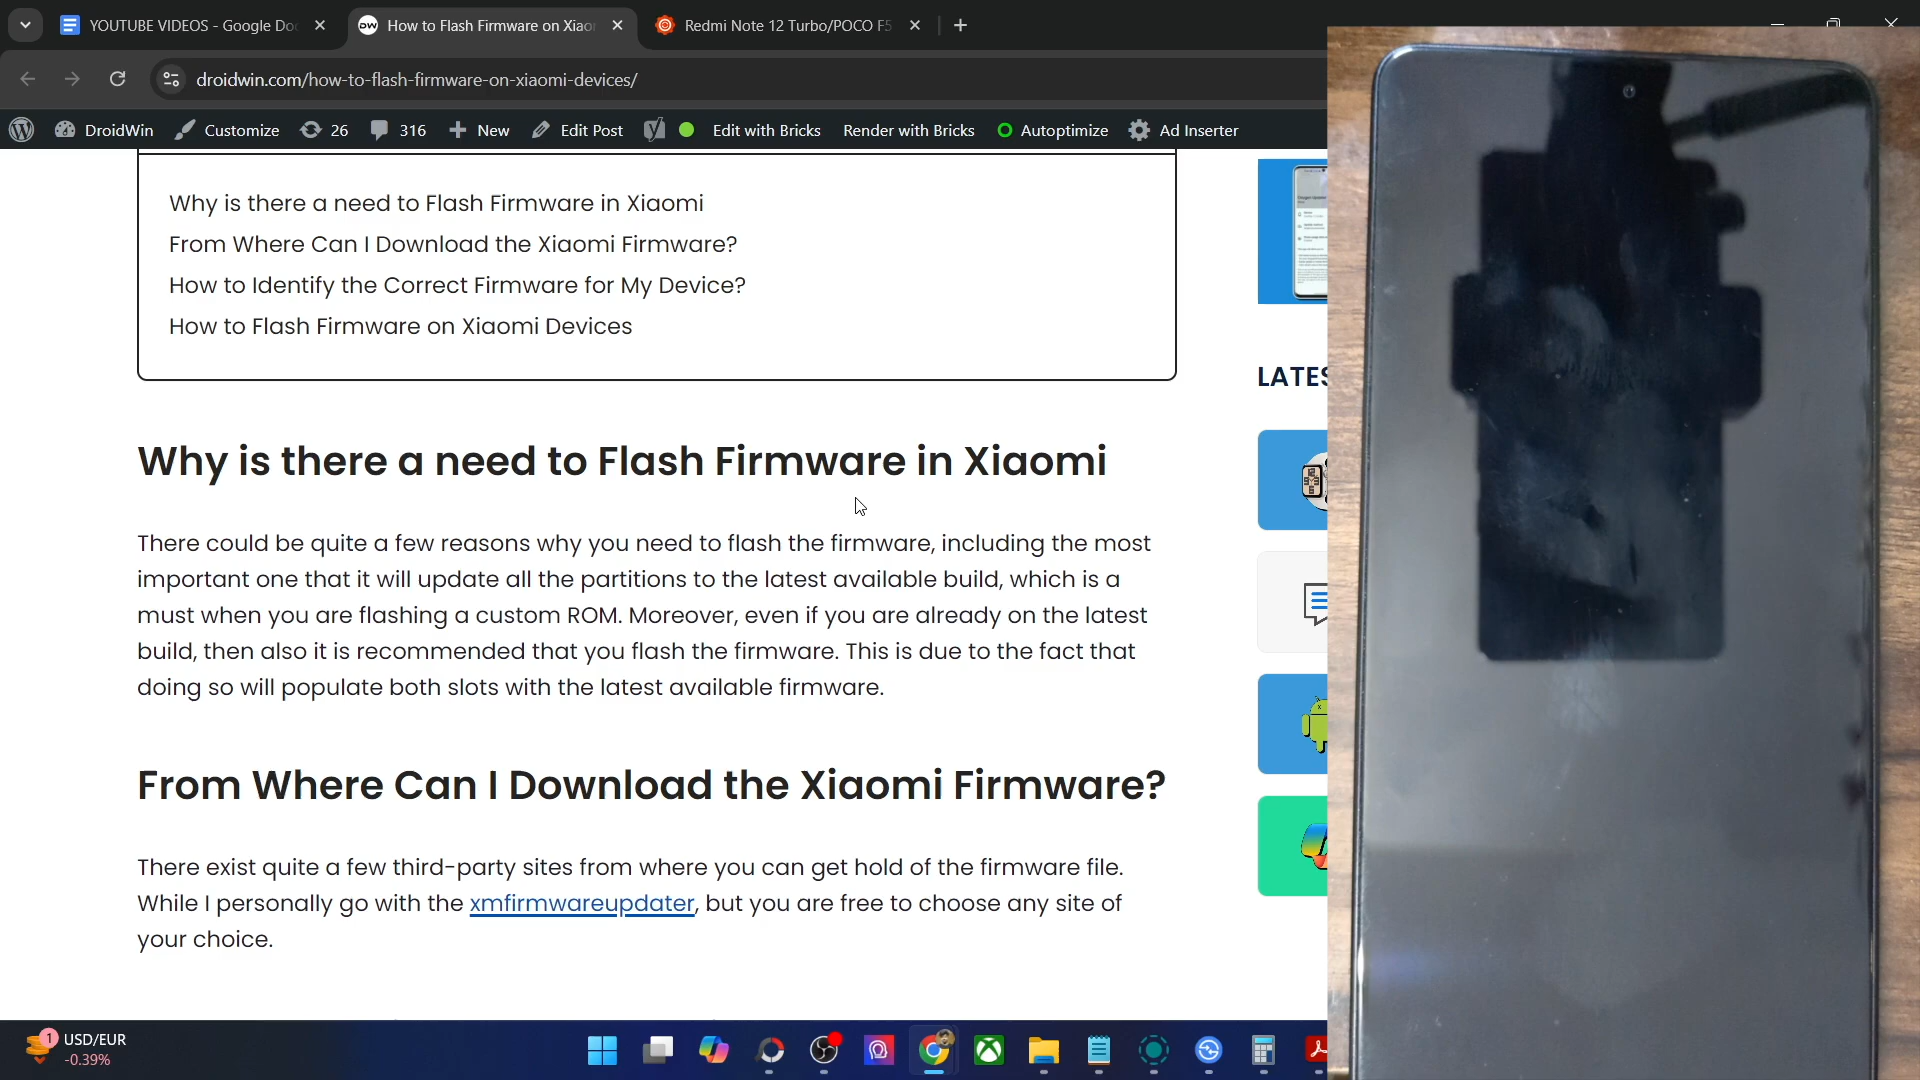 YOUTUBE VIDEOS - Google Do
How to Flash Firmware on Xiao
Redmi Note 12 Turbo/POCO F5
droidwin.com/how-to-flash-firmware-on-xiaomi-devices/
DroidWin
Customize
26
316
New
Edit Post
Edit with Bricks
Render with Bricks
Autoptimize
Ad Inserter
Why is there a need to Flash Firmware in Xiaomi
From Where Can I Download the Xiaomi Firmware?
How to Identify the Correct Firmware for My Device?
How to Flash Firmware on Xiaomi Devices
LATES
Why is there a need to Flash Firmware in Xiaomi
There could be quite a few reasons why you need to flash the firmware, including the most
important one that it will update all the partitions to the latest available build, which is a
must when you are flashing a custom ROM. Moreover, even if you are already on the latest
build, then also it is recommended that you flash the firmware. This is due to the fact that
doing so will populate both slots with the latest available firmware.
From Where Can I Download the Xiaomi Firmware?
There exist quite a few third-party sites from where you can get hold of the firmware file.
While I personally go with the xmfirmwareupdater, but you are free to choose any site of
your choice.
1
USD/EUR
-0.39%